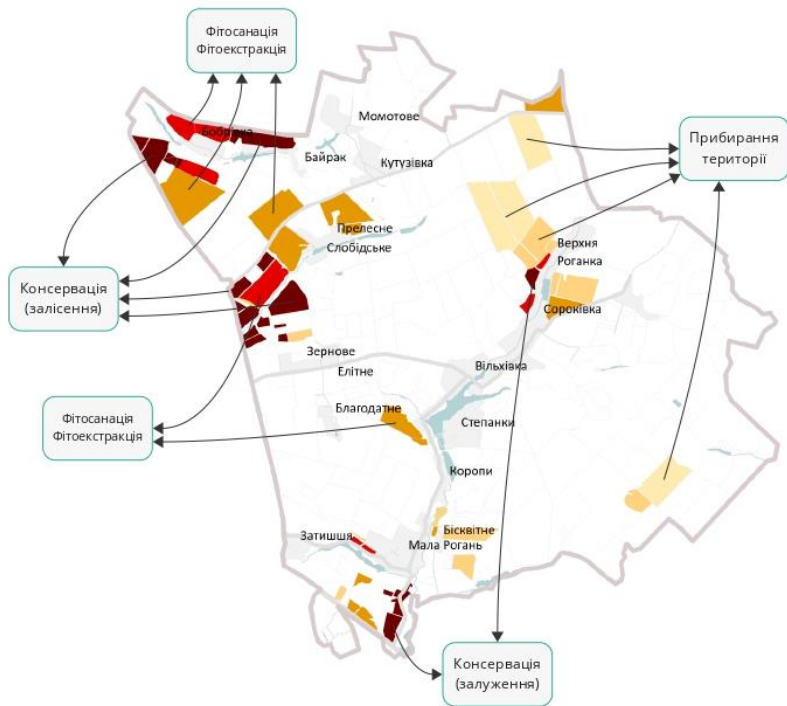 Фітосанація
Фітоекстракція
Момотове
Бобрівка
Байрак
Кутузівка
Прибирання
території
Прелесне
Слобідське
Верхня
Роганка
Консервація
(залісення)
Сороківка
Зернове
Елітне
Вільхівка
Фітосанація
Фітоекстракція
Благодатне
Степанки
Коропи
Затишшя
Бісквітне
Мала Рогань
Консервація
(залуження)